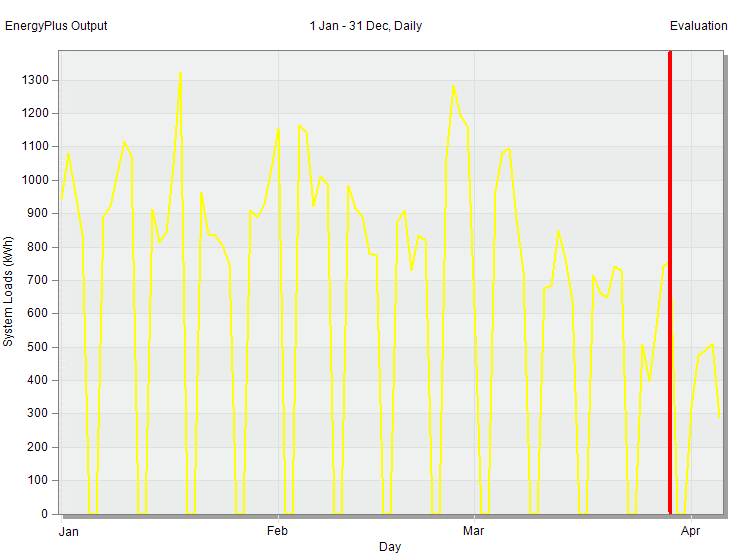 EnergyPlus Output
1 Jan - 31 Dec, Daily
Evaluation
1300
1200
1100
1000
900
800
700
600
500
400
300
200
100
0
System Loads (kWh)
Jan
Feb
Mar
Apr
Day